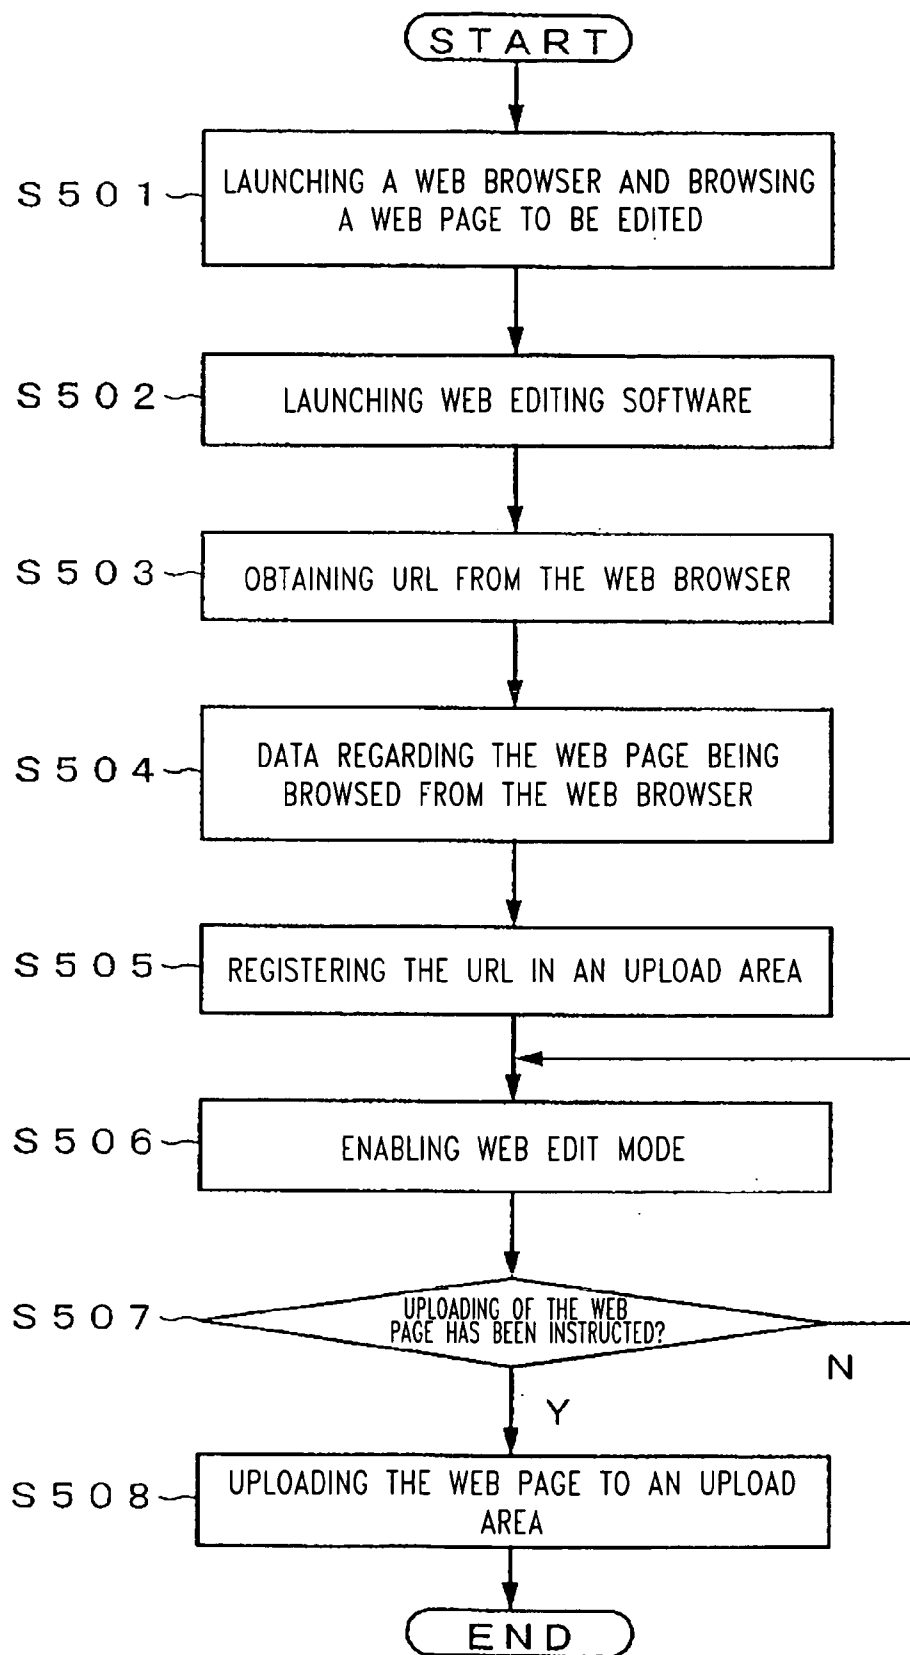 START
S501
LAUNCHING A WEB BROWSER AND BROWSING
A WEB PAGE TO BE EDITED
S502
LAUNCHING WEB EDITING SOFTWARE
S503
OBTAINING URL FROM THE WEB BROWSER
S504
DATA REGARDING THE WEB PAGE BEING
BROWSED FROM THE WEB BROWSER
S505
REGISTERING THE URL IN AN UPLOAD AREA
S506
ENABLING WEB EDIT MODE
S507
UPLOADING OF THE WEB
PAGE HAS BEEN INSTRUCTED?
N
Y
S508
UPLOADING THE WEB PAGE TO AN UPLOAD
AREA
END